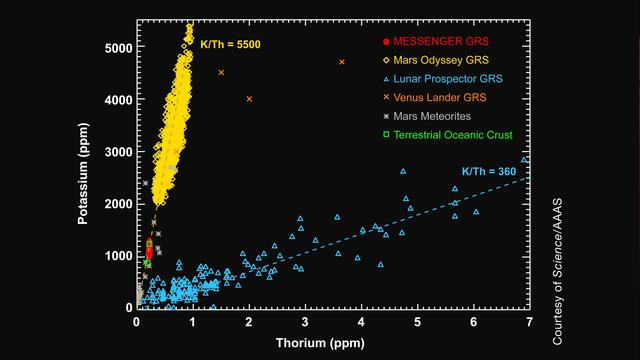 5000
4000
3000
2000
1000
0
Potassium (ppm)
K/Th = 5500
MESSENGER GRS
Mars Odyssey GRS
Lunar Prospector GRS
Venus Lander GRS
Mars Meteorites
Terrestrial Oceanic Crust
K/Th = 360
0 1 2 3 4 5 6 7
Thorium (ppm)
Courtesy of Science/AAAS